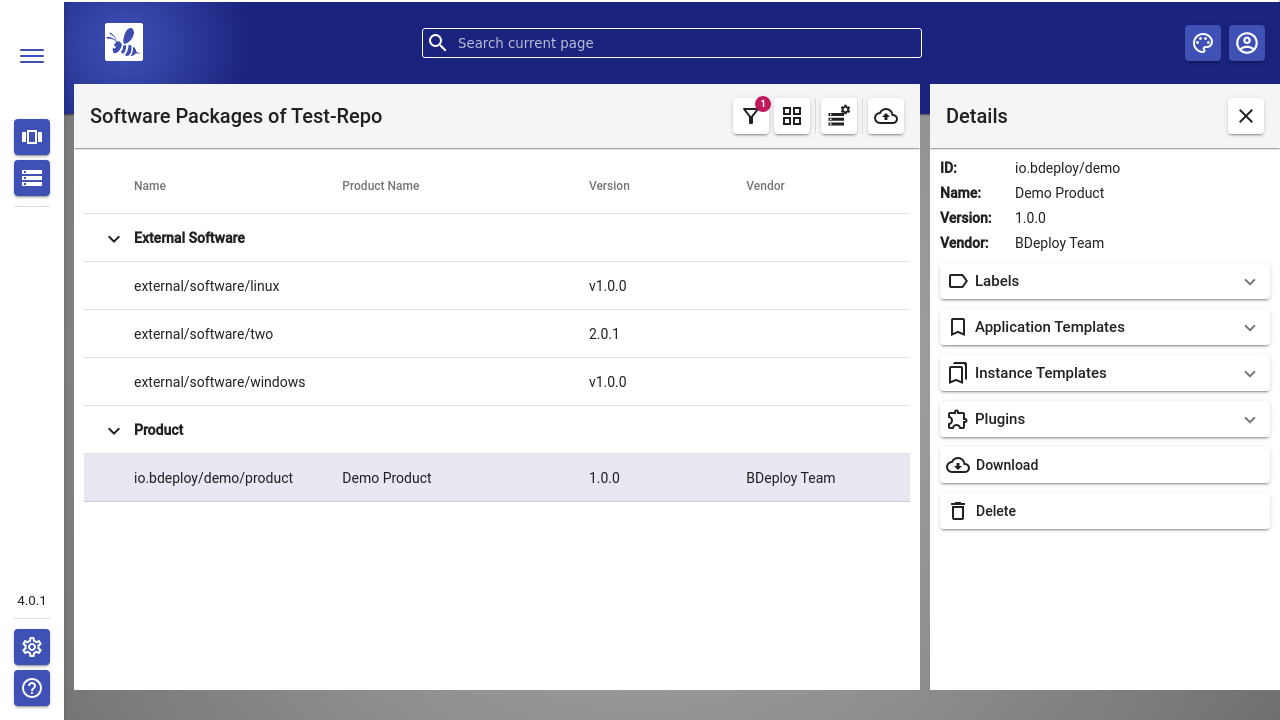 Search current page
Software Packages of Test-Repo
1
Details
Name Product Name Version Vendor
External Software
external/software/linux v1.0.0
external/software/two 2.0.1
external/software/windows v1.0.0
Product
io.bdeploy/demo/product Demo Product 1.0.0 BDeploy Team
ID: io.bdeploy/demo
Name: Demo Product
Version: 1.0.0
Vendor: BDeploy Team
Labels
Application Templates
Instance Templates
Plugins
Download
Delete
4.0.1